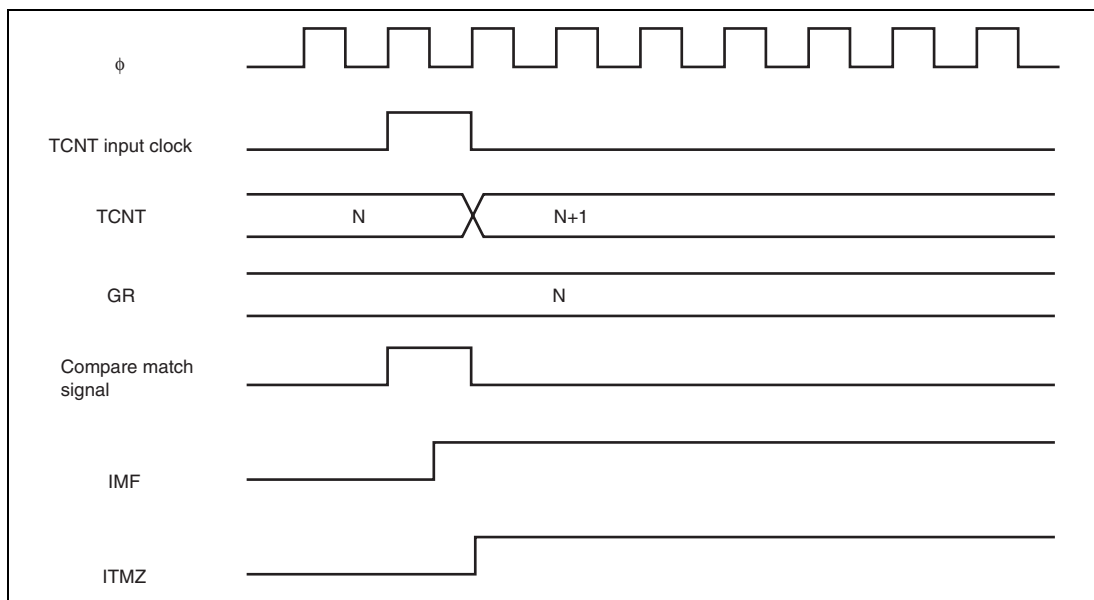 φ
TCNT input clock
TCNT
N
N+1
GR
N
Compare match
signal
IMF
ITMZ